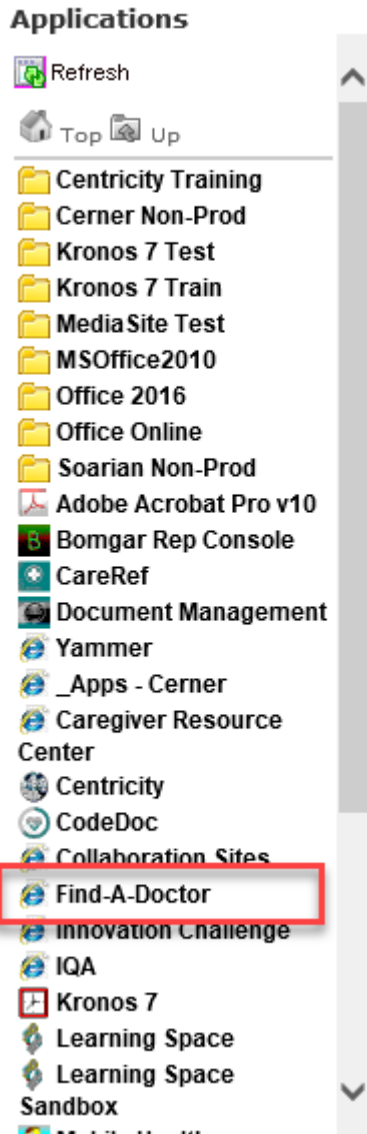 Applications
Refresh
Top Up
Centricity Training
Cerner Non-Prod
Kronos 7 Test
Kronos 7 Train
MediaSite Test
MSOffice2010
Office 2016
Office Online
Soarian Non-Prod
Adobe Acrobat Pro v10
Bomgar Rep Console
CareRef
Document Management
Yammer
_Apps - Cerner
Caregiver Resource
Center
Centricity
CodeDoc
Collaboration Sites
Find-A-Doctor
Innovation Challenge
IQA
Kronos 7
Learning Space
Learning Space
Sandbox